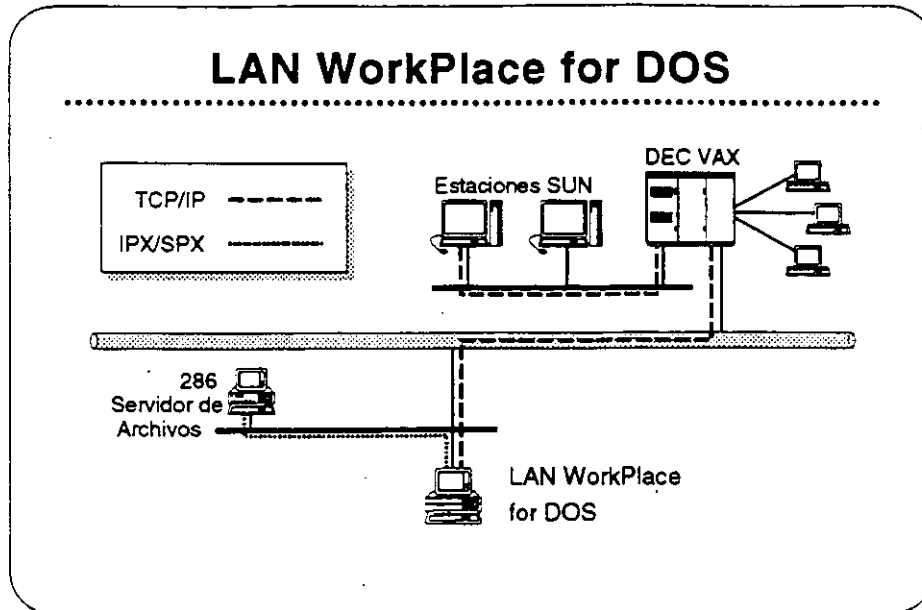 LAN WorkPlace for DOS
TCP/IP
IPX/SPX
Estaciones SUN
DEC VAX
286
Servidor de
Archivos
LAN WorkPlace
for DOS